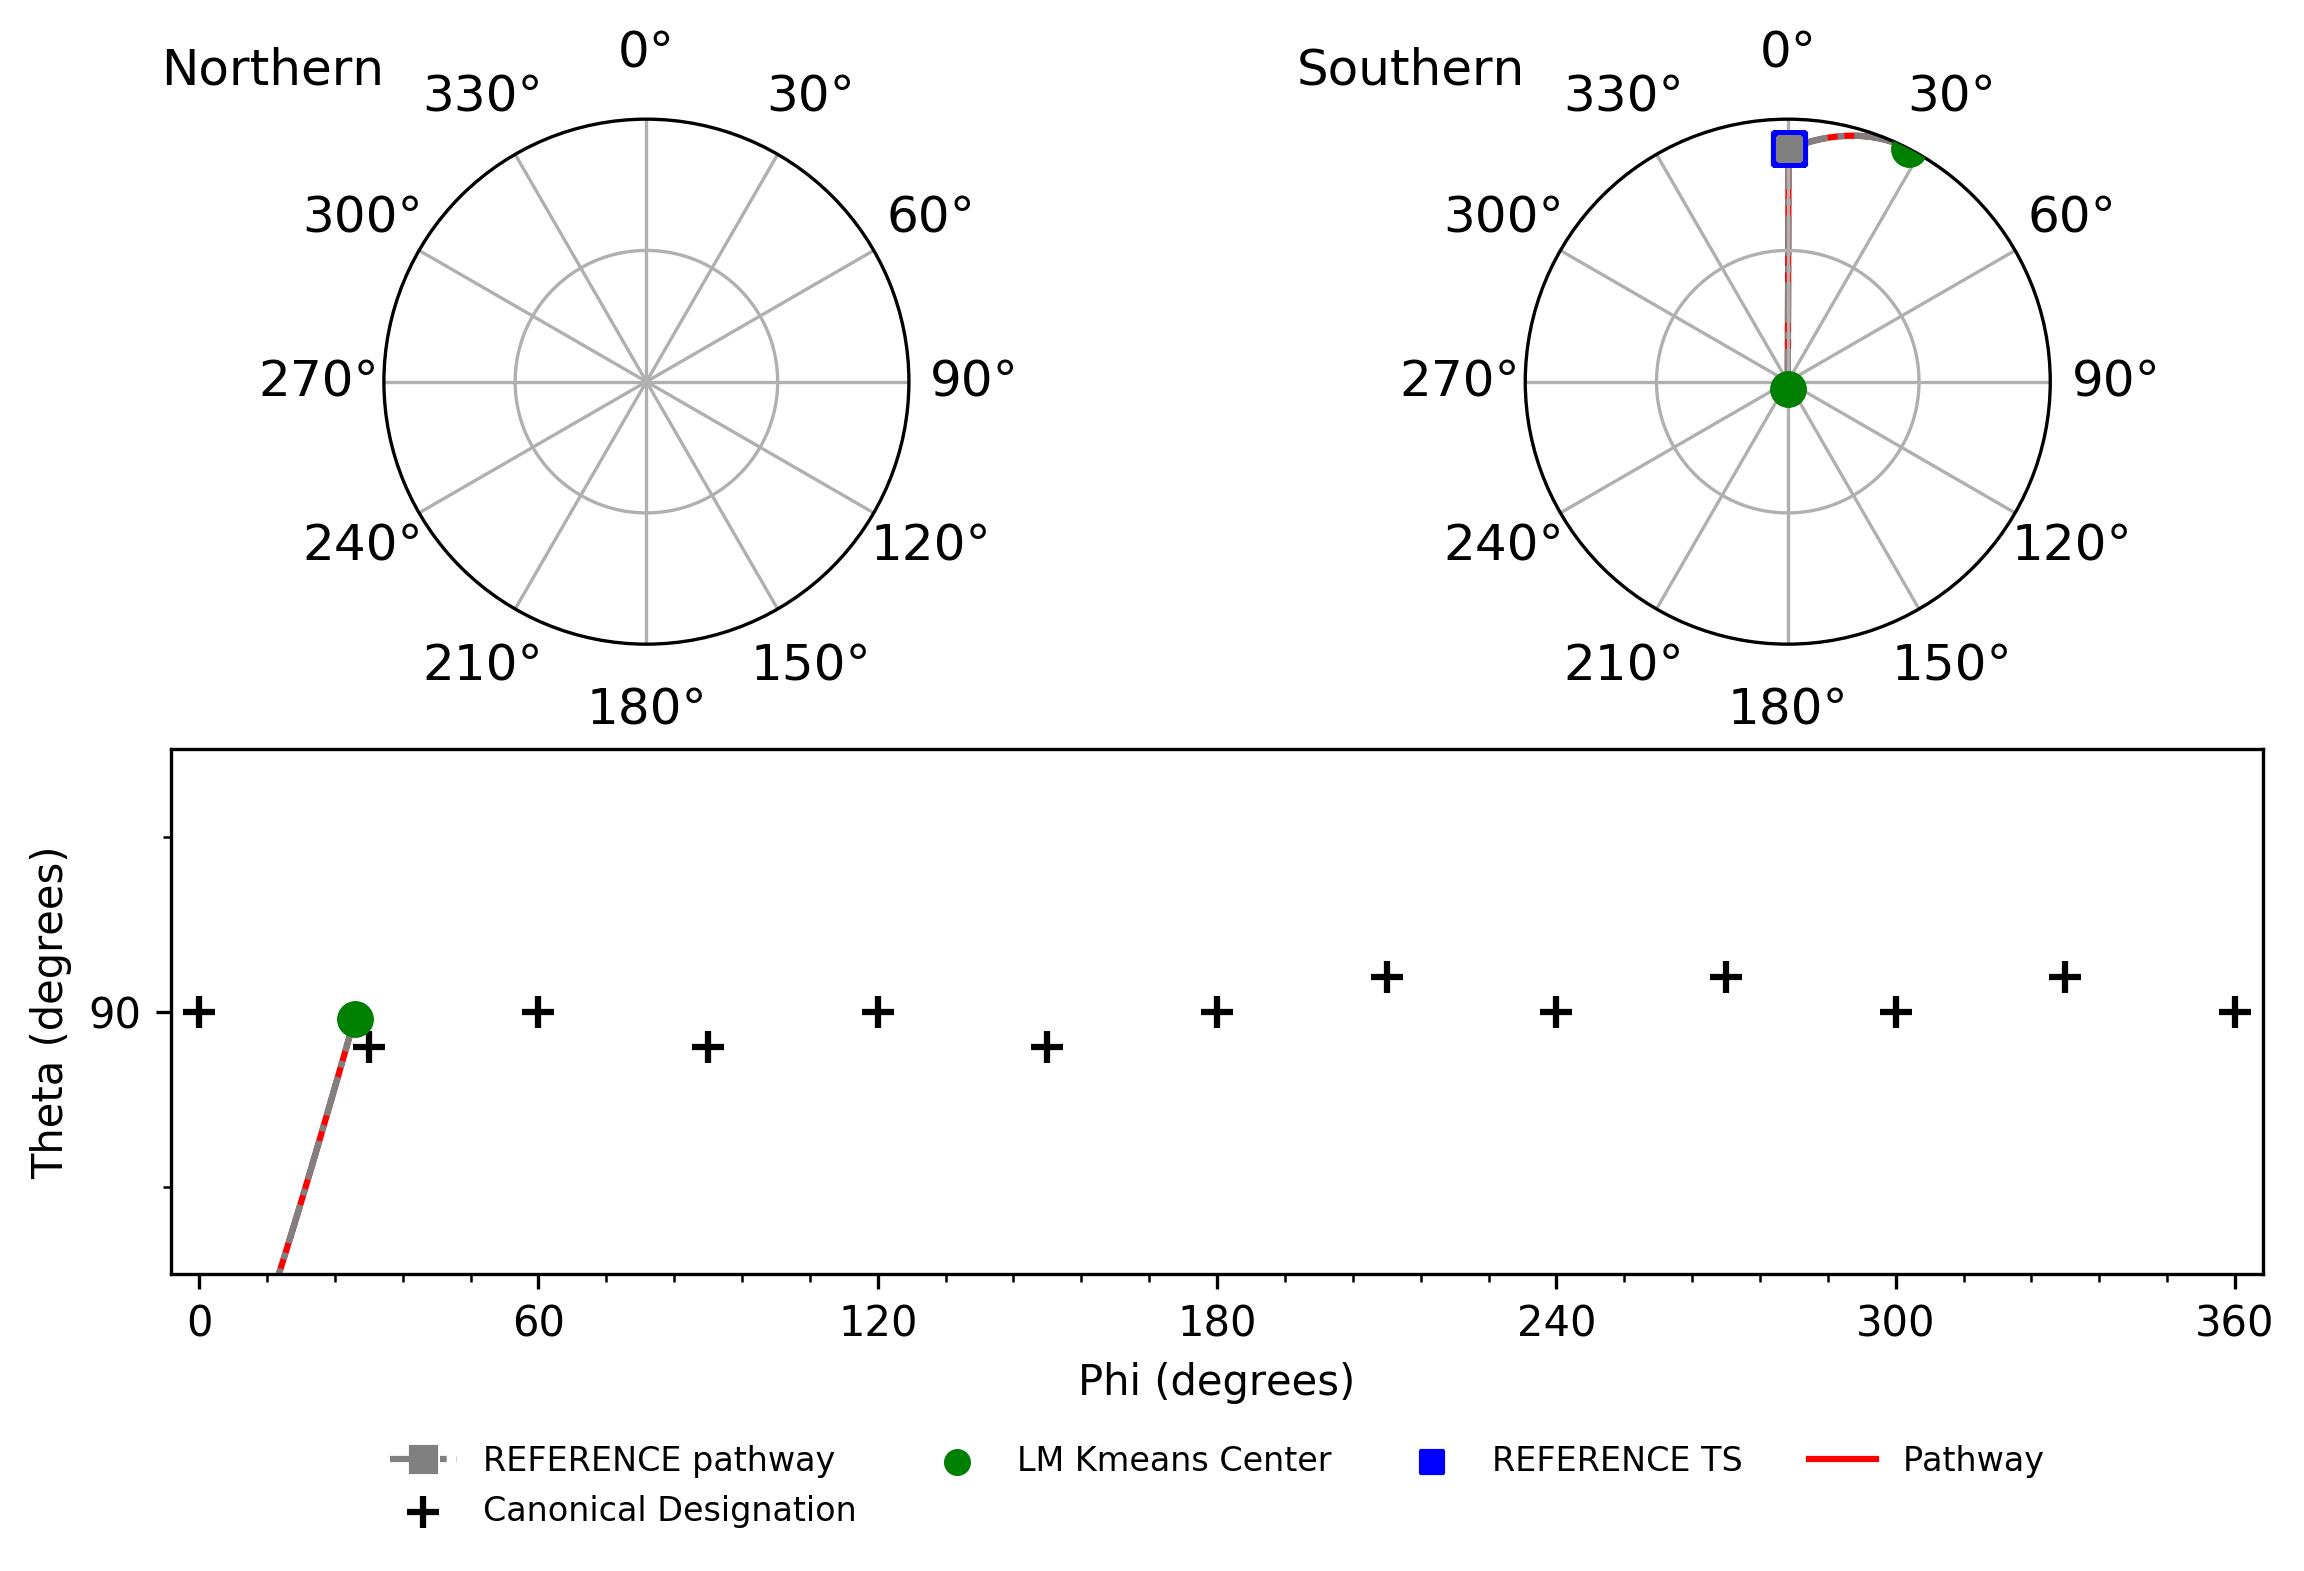 Northern
0°
30°
60°
90°
120°
150°
180°
210°
240°
270°
300°
330°
Southern
0°
30°
60°
90°
120°
150°
180°
210°
240°
270°
300°
330°
Theta (degrees)
90
0 60 120 180 240 300 360
Phi (degrees)
REFERENCE pathway
Canonical Designation
LM Kmeans Center
REFERENCE TS
Pathway